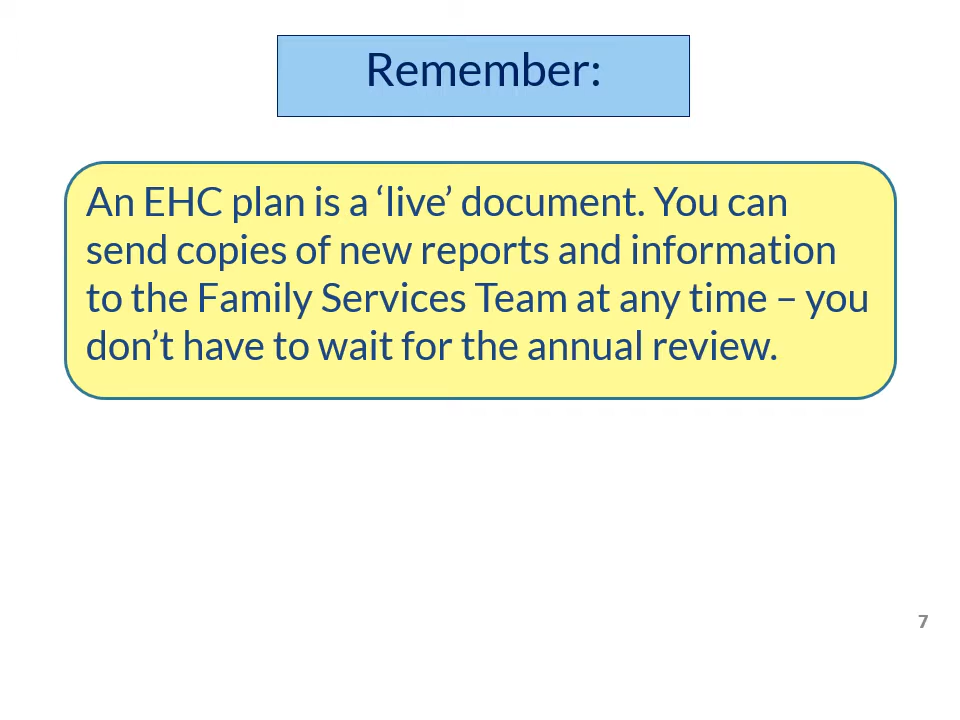 Remember:
An EHC plan is a ‘live’ document. You can
send copies of new reports and information
to the Family Services Team at any time – you
don’t have to wait for the annual review.
7